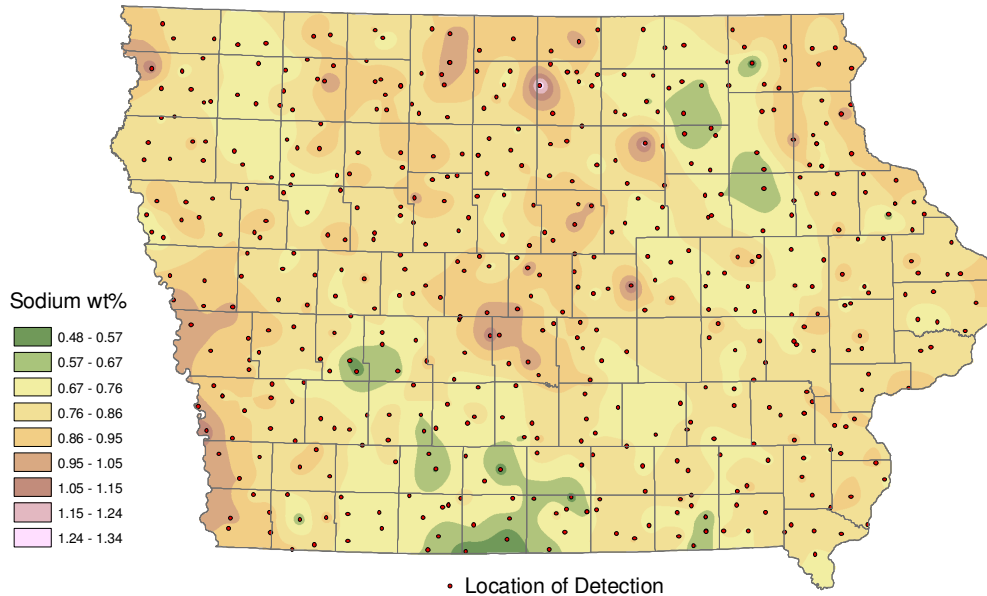 Sodium wt%
0.48 - 0.57
0.57 - 0.67
0.67 - 0.76
0.76 - 0.86
0.86 - 0.95
0.95 - 1.05
1.05 - 1.15
1.15 - 1.24
1.24 - 1.34
Location of Detection